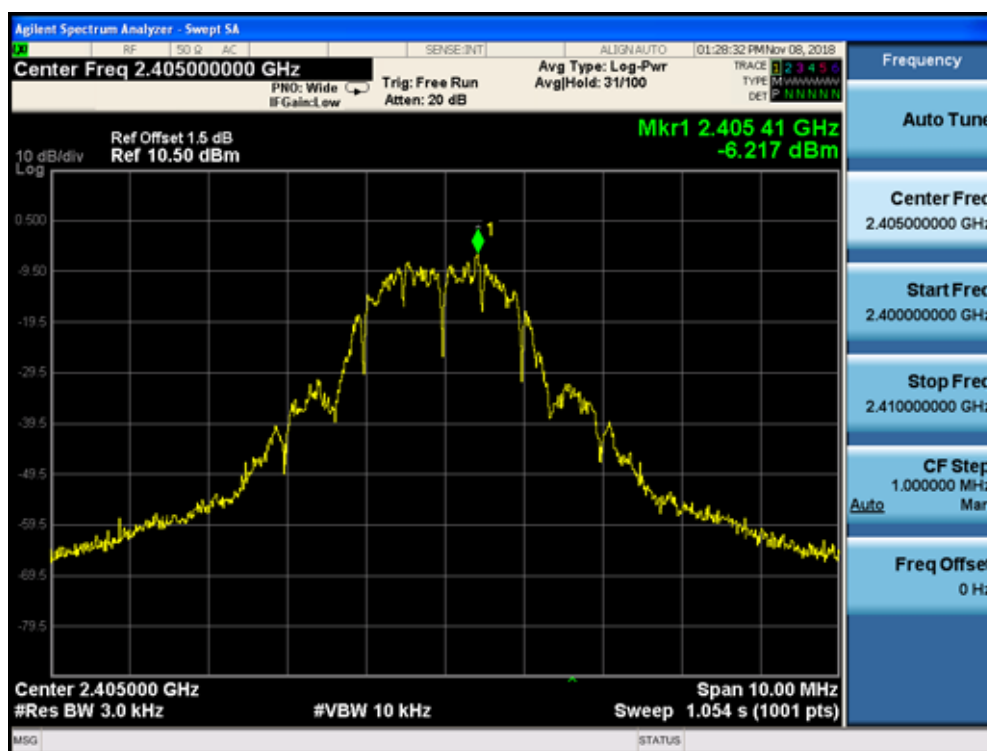 Agilent Spectrum Analyzer - Swept SA
RF 50 Ω AC SENSE:INT ALIGN AUTO 01:28:32 PM Nov 08, 2018
Center Freq 2.405000000 GHz
PNO: Wide
IFGain:Low
Trig: Free Run
Atten: 20 dB
Avg Type: Log-Pwr
Avg|Hold: 31/100
TRACE 1 2 3 4 5 6
TYPE M W W W W W
DET P N N N N N
Ref Offset 1.5 dB
10 dB/div Ref 10.50 dBm
Log
Mkr1 2.405 41 GHz
-6.217 dBm
0.500
1
-9.50
-19.5
-29.5
-39.5
-49.5
-59.5
-69.5
-79.5
Center 2.405000 GHz Span 10.00 MHz
#Res BW 3.0 kHz #VBW 10 kHz Sweep 1.054 s (1001 pts)
MSG STATUS
Frequency
Auto Tune
Center Freq
2.405000000 GHz
Start Freq
2.400000000 GHz
Stop Freq
2.410000000 GHz
CF Step
1.000000 MHz
Auto Man
Freq Offset
0 Hz